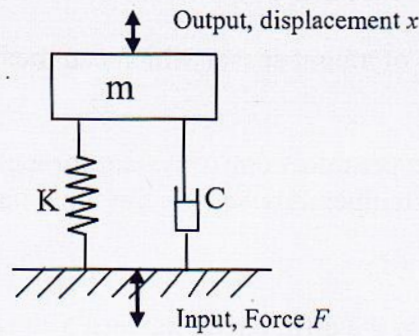 Output, displacement x
m
K
C
Input, Force F